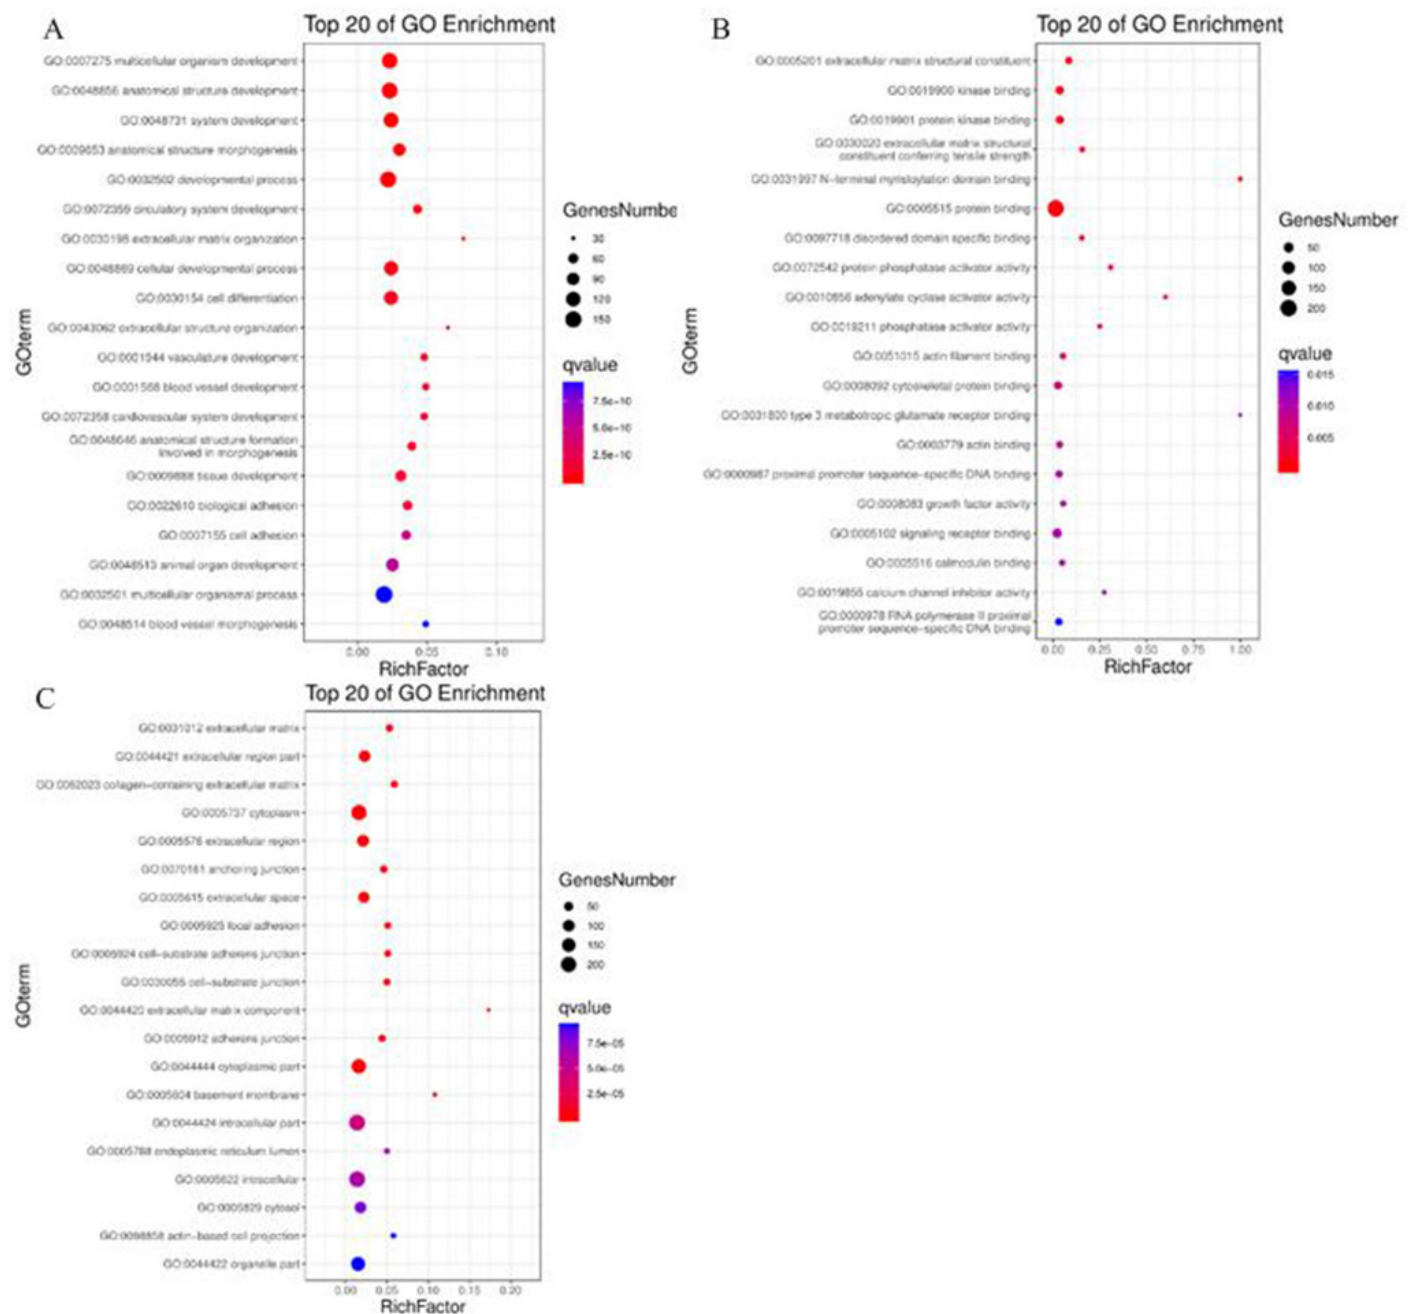 A
Top 20 of GO Enrichment
GO:0007275 multicellular organism development
GO:0048856 anatomical structure development
GO:0048731 system development
GO:0009653 anatomical structure morphogenesis
GO:0032502 developmental process
GO:0072359 circulatory system development
GO:0030198 extracellular matrix organization
GO:0048869 cellular developmental process
GO:0030154 cell differentiation
GO:0043062 extracellular structure organization
GO:0001944 vasculature development
GO:0001568 blood vessel development
GO:0072358 cardiovascular system development
GO:0048646 anatomical structure formation
involved in morphogenesis
GO:0009888 tissue development
GO:0022610 biological adhesion
GO:0007155 cell adhesion
GO:0048513 animal organ development
GO:0032501 multicellular organismal process
GO:0048514 blood vessel morphogenesis
GOterm
0.00 0.05 0.10
RichFactor
GenesNumbe
30
60
90
120
150
qvalue
7.5e-10
5.0e-10
2.5e-10
B
Top 20 of GO Enrichment
GO:0005201 extracellular matrix structural constituent
GO:0019900 kinase binding
GO:0019901 protein kinase binding
GO:0030020 extracellular matrix structural
constituent conferring tensile strength
GO:0031997 N-terminal myristoylation domain binding
GO:0005515 protein binding
GO:0097718 disordered domain specific binding
GO:0072542 protein phosphatase activator activity
GO:0010856 adenylate cyclase activator activity
GO:0019211 phosphatase activator activity
GO:0051015 actin filament binding
GO:0008092 cytoskeletal protein binding
GO:0031800 type 3 metabotropic glutamate receptor binding
GO:0003779 actin binding
GO:0000987 proximal promoter sequence-specific DNA binding
GO:0008083 growth factor activity
GO:0005102 signaling receptor binding
GO:0005516 calmodulin binding
GO:0019855 calcium channel inhibitor activity
GO:0000978 RNA polymerase II proximal
promoter sequence-specific DNA binding
GOterm
0.00 0.25 0.50 0.75 1.00
RichFactor
GenesNumber
50
100
150
200
qvalue
0.015
0.010
0.005
C
Top 20 of GO Enrichment
GO:0031012 extracellular matrix
GO:0044421 extracellular region part
GO:0062023 collagen-containing extracellular matrix
GO:0005737 cytoplasm
GO:0005576 extracellular region
GO:0070161 anchoring junction
GO:0005615 extracellular space
GO:0005925 focal adhesion
GO:0005924 cell-substrate adherens junction
GO:0030055 cell-substrate junction
GO:0044420 extracellular matrix component
GO:0005912 adherens junction
GO:0044444 cytoplasmic part
GO:0005604 basement membrane
GO:0044424 intracellular part
GO:0005788 endoplasmic reticulum lumen
GO:0005622 intracellular
GO:0005829 cytosol
GO:0098858 actin-based cell projection
GO:0044422 organelle part
GOterm
0.00 0.05 0.10 0.15 0.20
RichFactor
GenesNumber
50
100
150
200
qvalue
7.5e-05
5.0e-05
2.5e-05